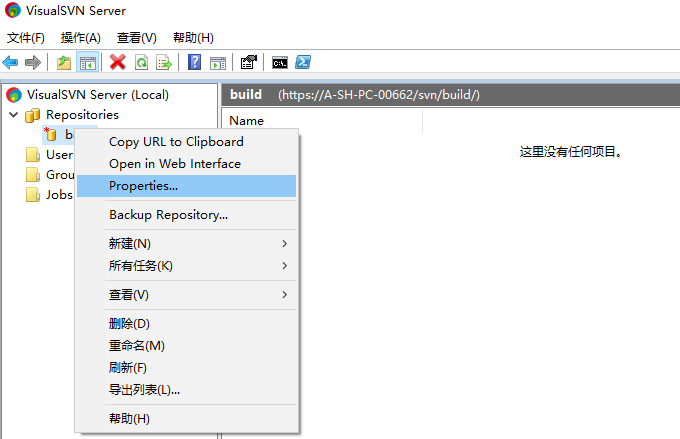 VisualSVN Server
文件(F) 操作(A) 查看(V) 帮助(H)
VisualSVN Server (Local)
Repositories
b
User
Grou
Jobs
build (https://A-SH-PC-00662/svn/build/)
Name
这里没有任何项目。
Copy URL to Clipboard
Open in Web Interface
Properties...
Backup Repository...
新建(N)
所有任务(K)
查看(V)
删除(D)
重命名(M)
刷新(F)
导出列表(L)...
帮助(H)